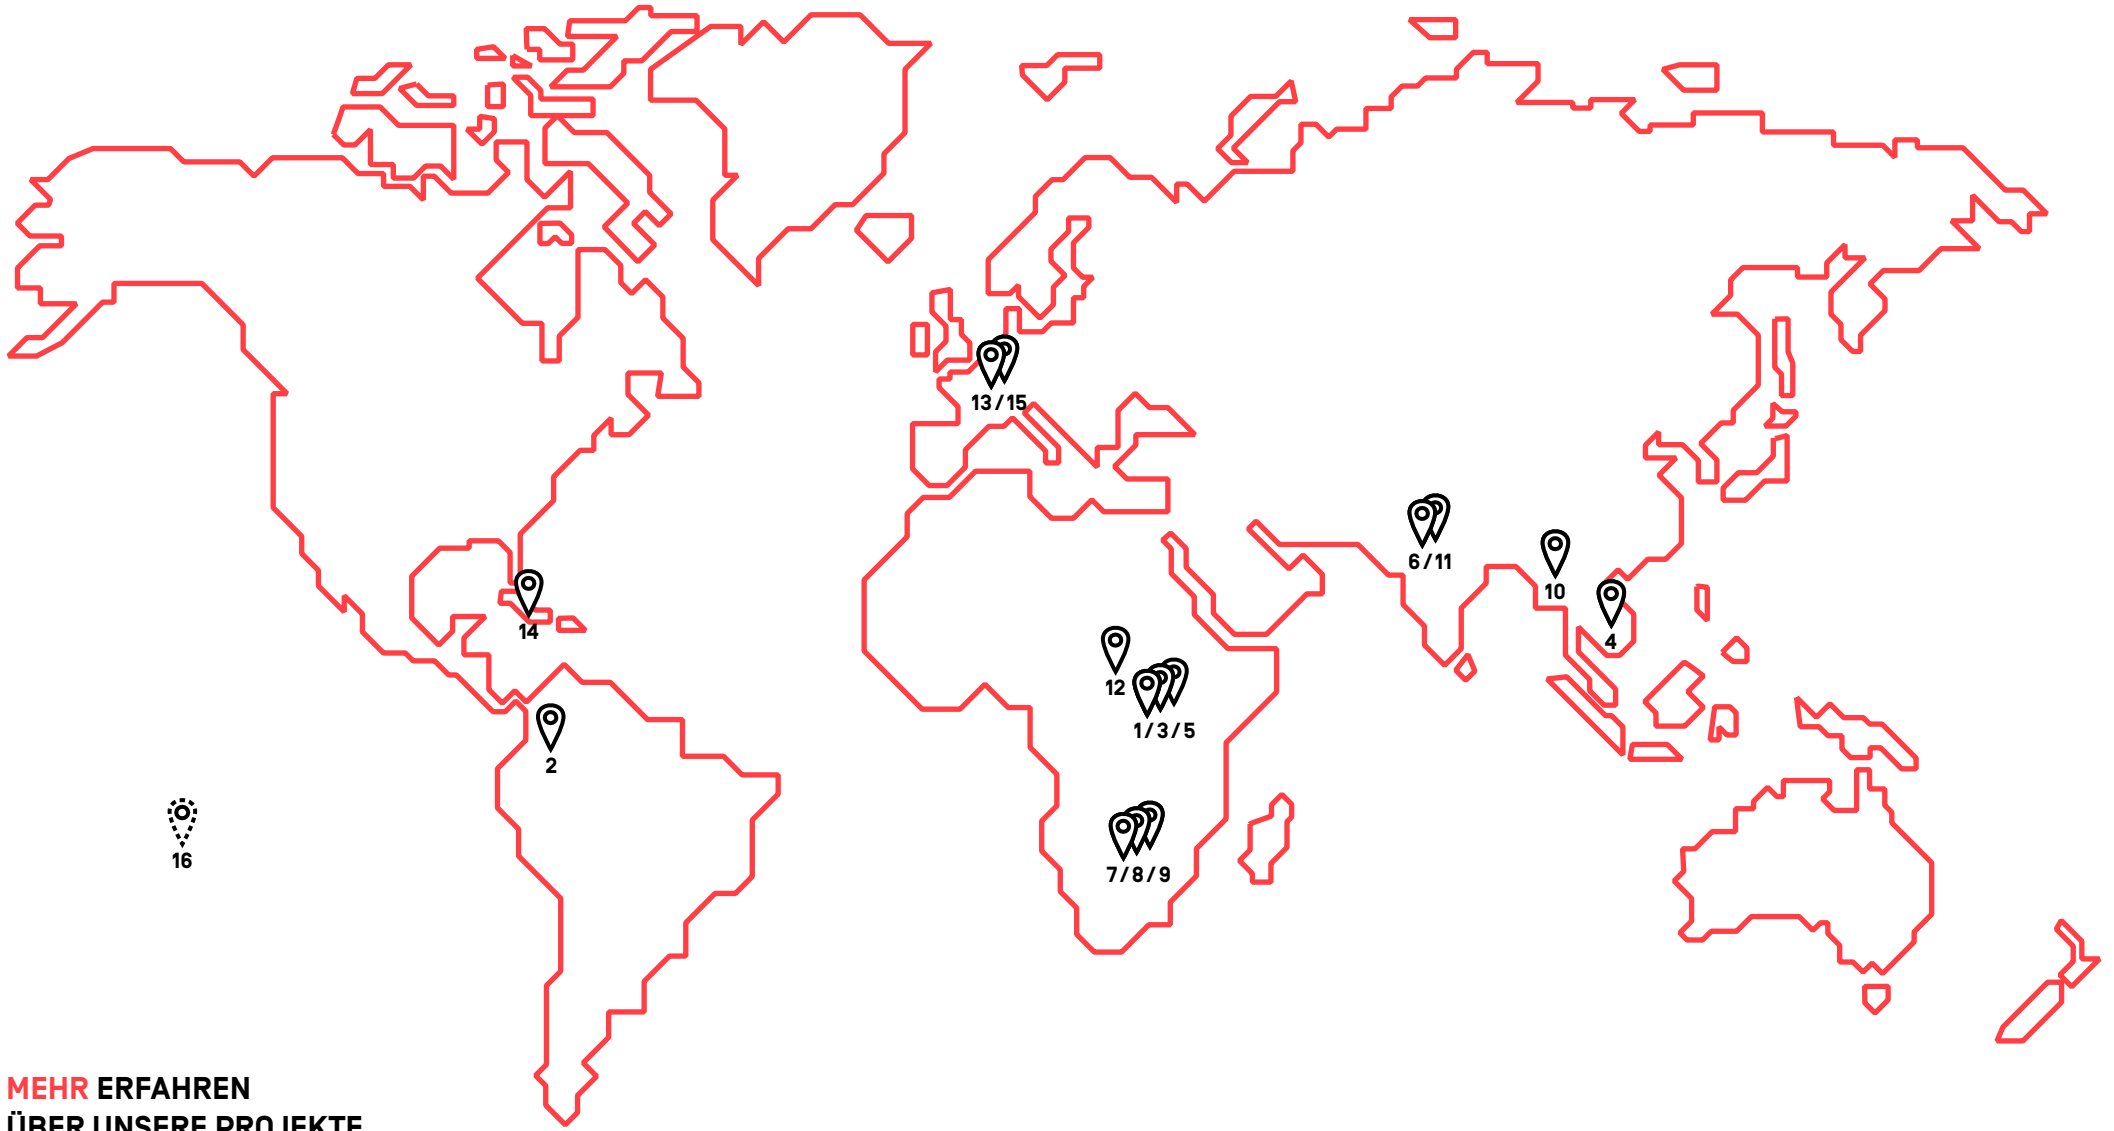 13 / 15
6 / 11
10
14
4
12
1 / 3 / 5
2
16
7 / 8 / 9
MEHR ERFAHREN
ÜBER UNSERE PROJEKTE